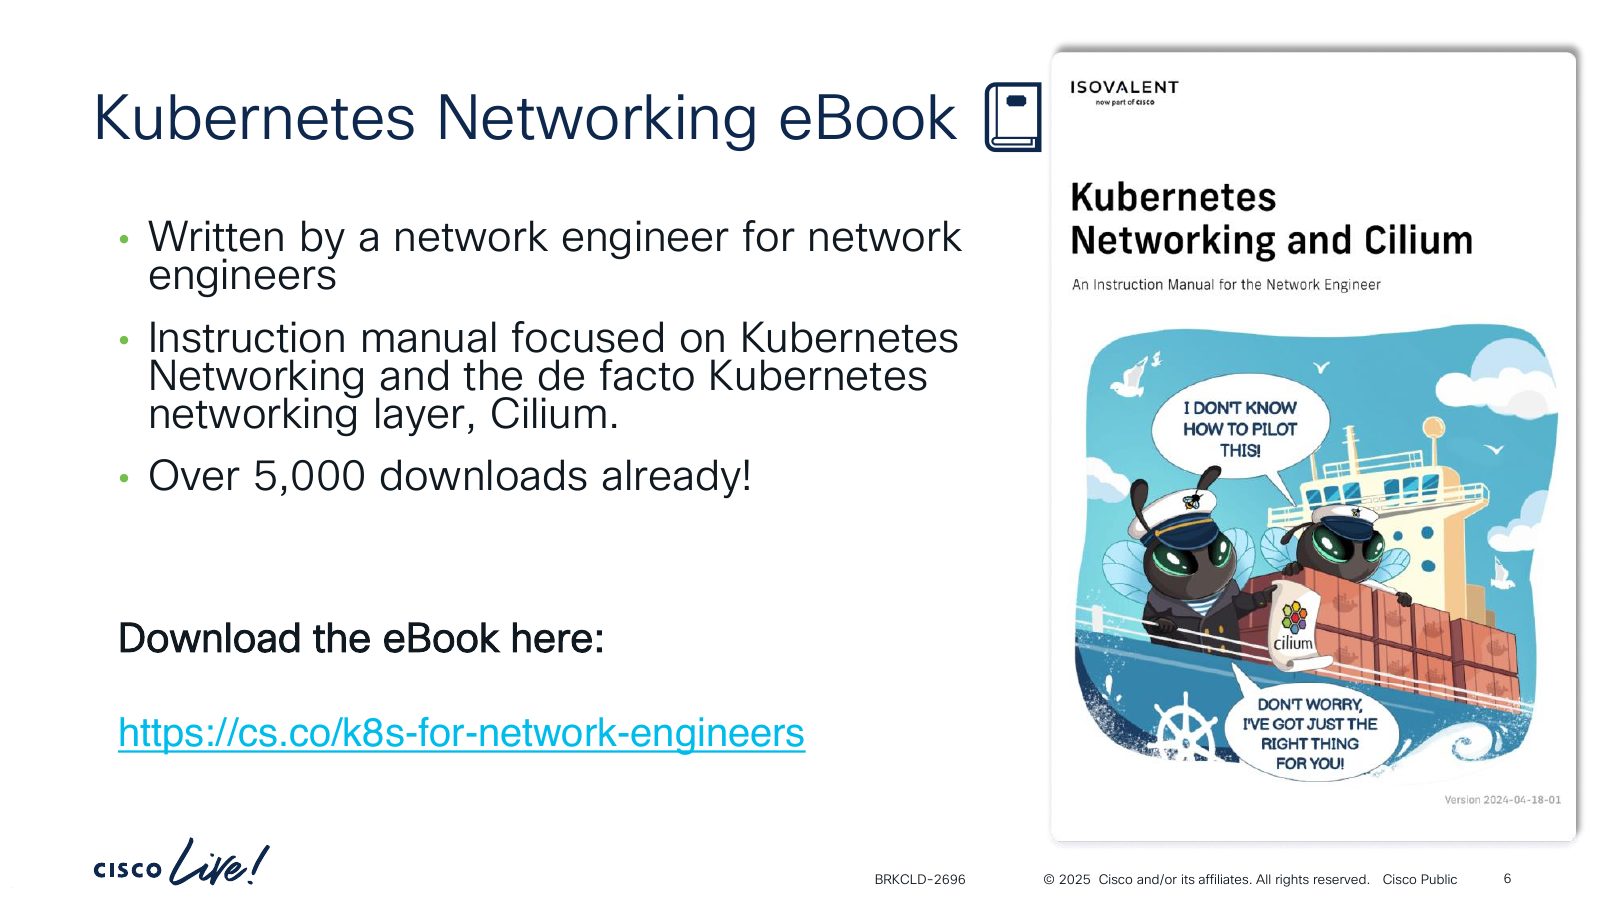 Kubernetes Networking eBook
• Written by a network engineer for network
engineers
• Instruction manual focused on Kubernetes
Networking and the de facto Kubernetes
networking layer, Cilium.
• Over 5,000 downloads already!
Download the eBook here:
https://cs.co/k8s-for-network-engineers
ISOVALENT
now part of CISCO
Kubernetes
Networking and Cilium
An Instruction Manual for the Network Engineer
I DON'T KNOW
HOW TO PILOT
THIS!
cilium
DON'T WORRY,
I'VE GOT JUST THE
RIGHT THING
FOR YOU!
Version 2024-04-18-01
CISCO Live!
BRKCLD-2696
© 2025 Cisco and/or its affiliates. All rights reserved. Cisco Public
6